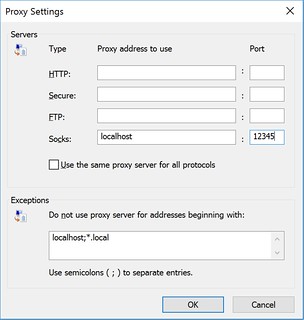 Proxy Settings
Servers
Type Proxy address to use Port
HTTP: :
Secure: :
FTP: :
Socks: localhost : 12345
Use the same proxy server for all protocols
Exceptions
Do not use proxy server for addresses beginning with:
localhost;*.local
Use semicolons ( ; ) to separate entries.
OK Cancel